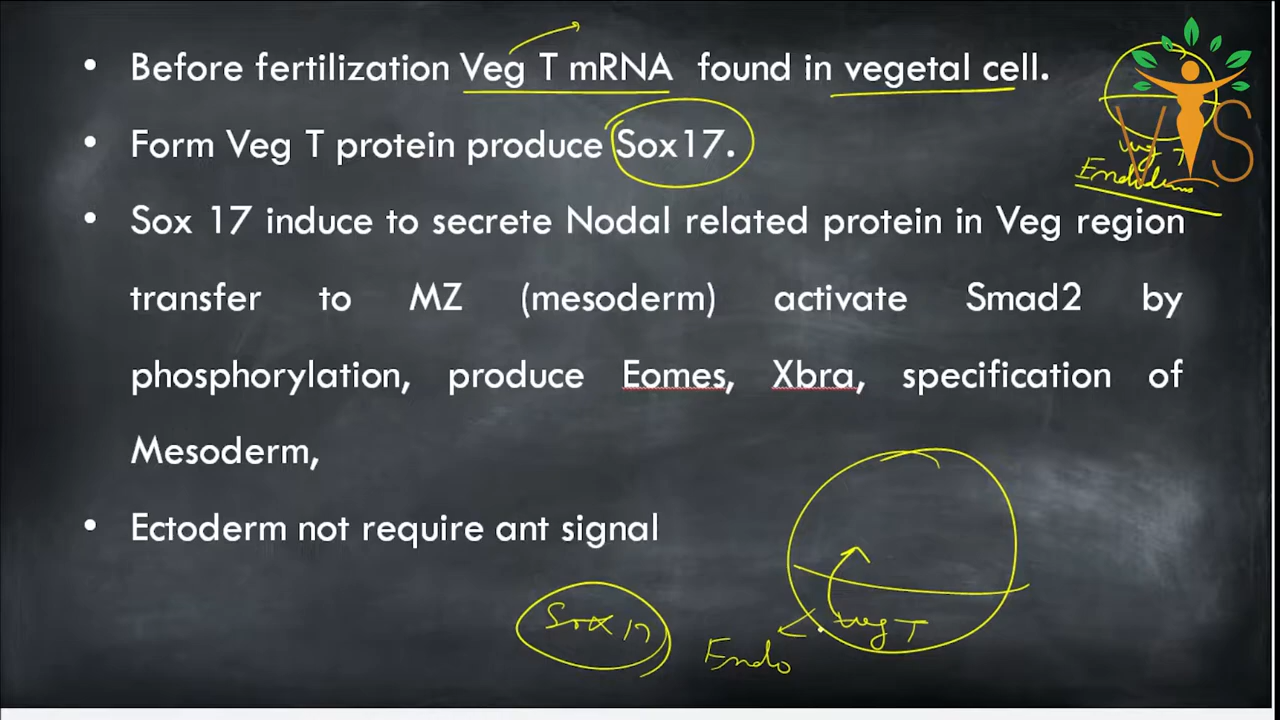 • Before fertilization Veg T mRNA found in vegetal cell.
• Form Veg T protein produce Sox17.
V S
Veg T
Endoderm
• Sox 17 induce to secrete Nodal related protein in Veg region
transfer to MZ (mesoderm) activate Smad2 by
phosphorylation, produce Eomes, Xbra, specification of
Mesoderm,
• Ectoderm not require ant signal
Sox 17
Veg T
Endo